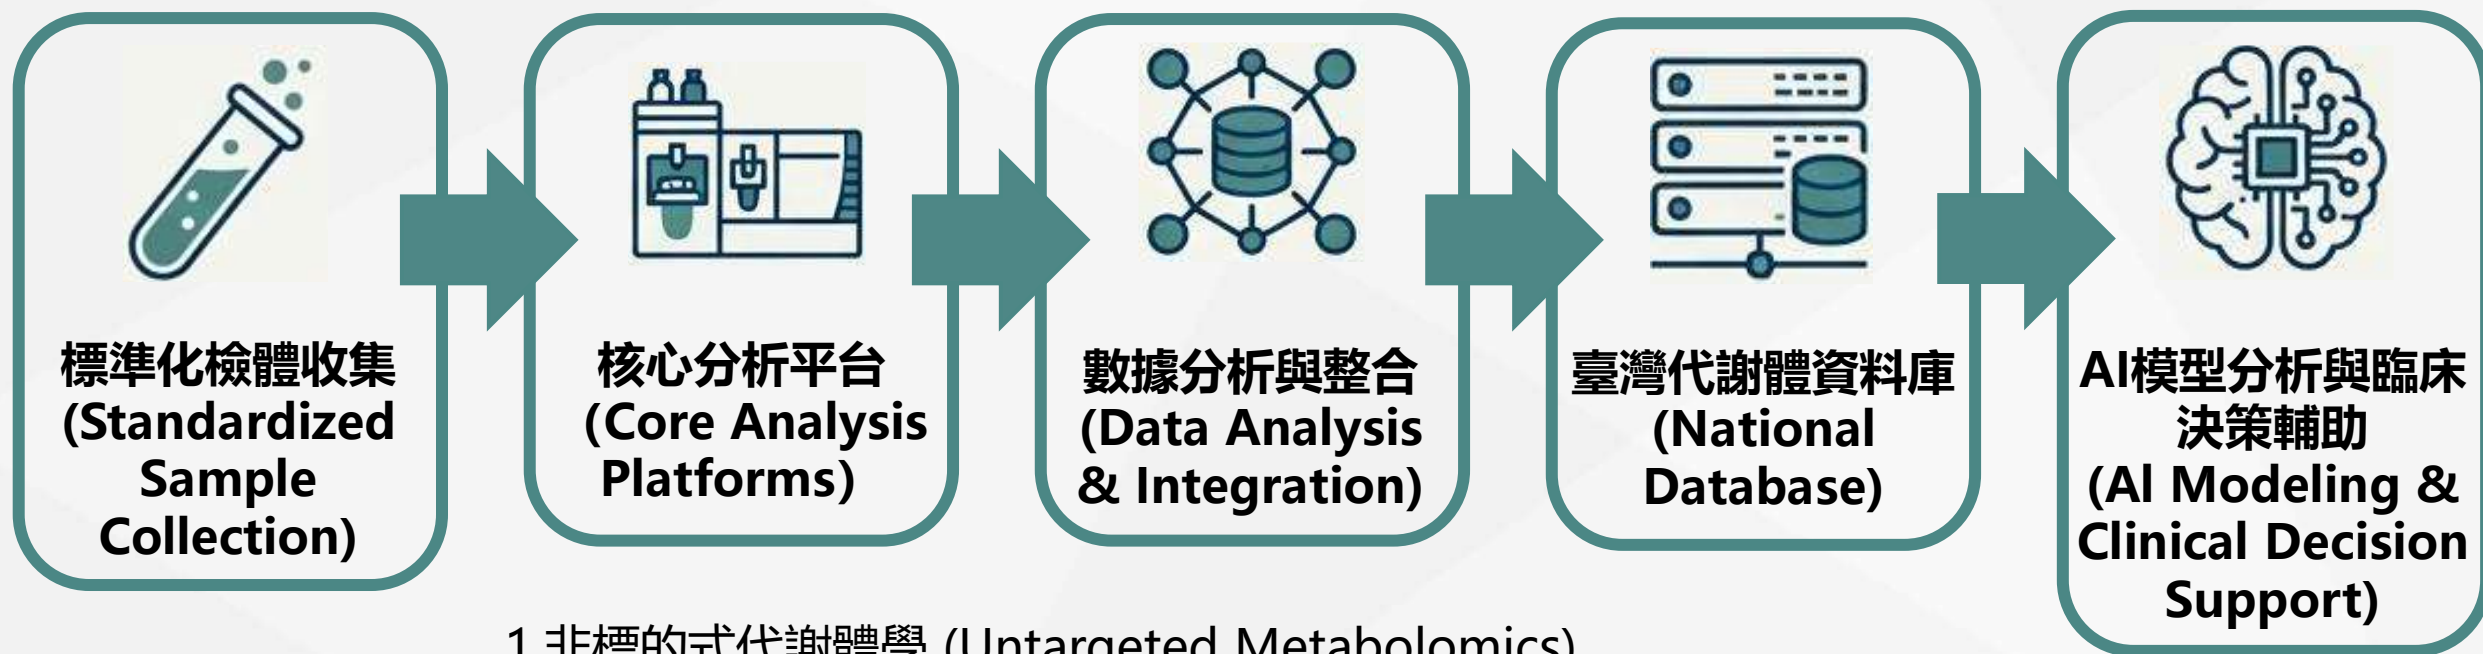 標準化檢體收集
(Standardized
Sample
Collection)
核心分析平台
(Core Analysis
Platforms)
數據分析與整合
(Data Analysis
& Integration)
臺灣代謝體資料庫
(National
Database)
AI模型分析與臨床
決策輔助
(Al Modeling &
Clinical Decision
Support)
1.非標的式代謝體學 (Untargeted Metabolomics)